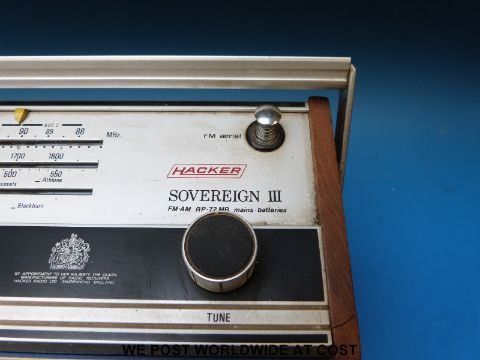 90 89 88 MHz.
FM aerial
1700 1800
HACKER
500 550
ussets Athlone
SOVEREIGN III
FM-AM RP-72 MB mains-batteries
Blackburn
BY APPOINTMENT TO HER MAJESTY THE QUEEN
MANUFACTURERS OF RADIO RECEIVERS
HACKER RADIO LTD MAIDENHEAD ENGLAND
TUNE
WE POST WORLDWIDE AT COST